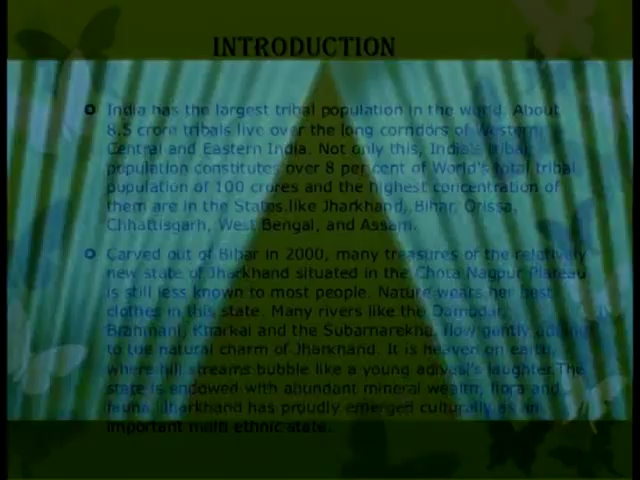 INTRODUCTION
India has the largest tribal population in the world. About
8.5 crore tribals live over the long corridors of Western,
Central and Eastern India. Not only this, India's tribal
population constitutes over 8 per cent of World's total tribal
population of 100 crores and the highest concentration of
them are in the States like Jharkhand, Bihar, Orissa,
Chhattisgarh, West Bengal, and Assam.
Carved out of Bihar in 2000, many treasures of the relatively
new state of Jharkhand situated in the Chota Nagpur Plateau
is still less known to most people. Nature wears her best
clothes in this state. Many rivers like the Damodar,
Brahmani, Kharkai and the Subarnarekha, flow gently adding
to the natural charm of Jharkhand. It is heaven on earth,
where hill streams bubble like a young adivasi's laughter.The
state is endowed with abundant mineral wealth, flora and
fauna. Jharkhand has proudly emerged culturally as an
important multi ethnic state.